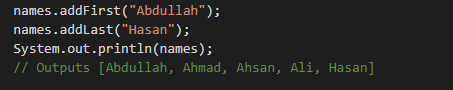 names.addFirst("Abdullah");
names.addLast("Hasan");
System.out.println(names);
// Outputs [Abdullah, Ahmad, Ahsan, Ali, Hasan]